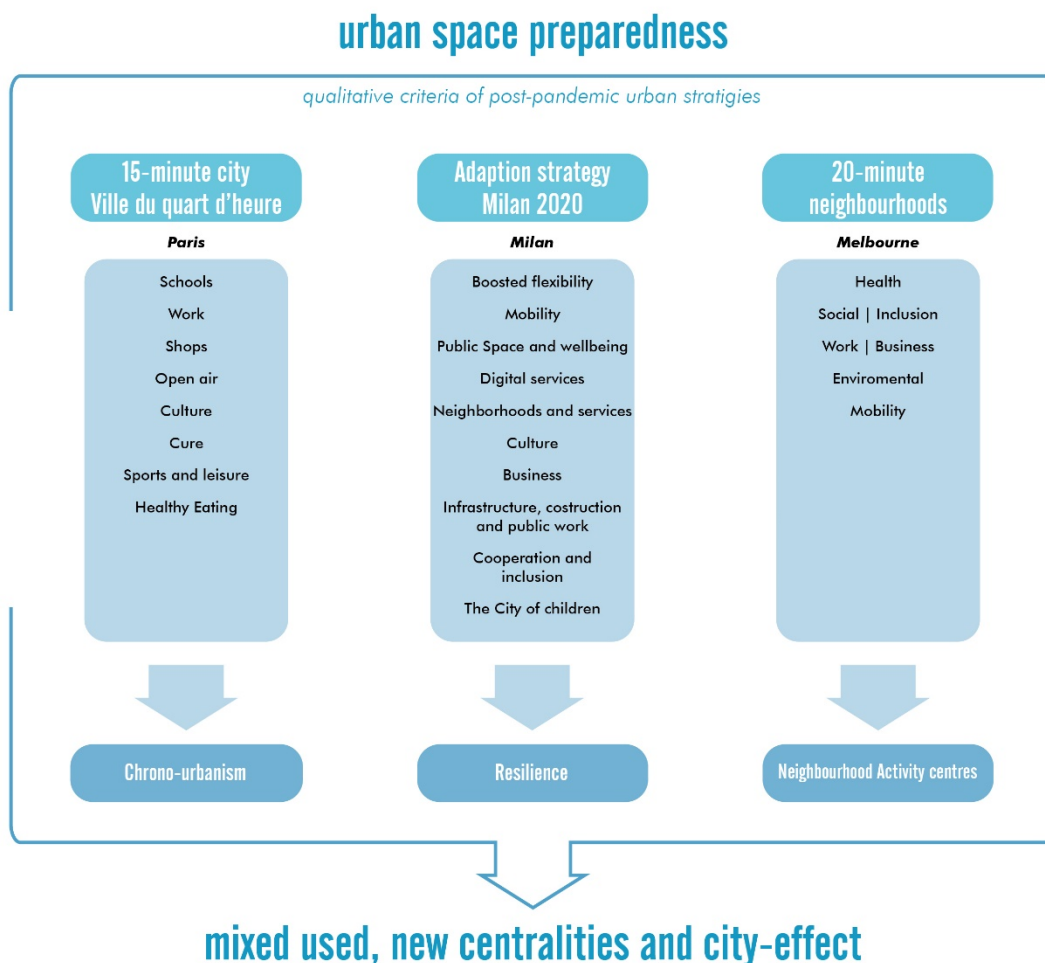 urban space preparedness
qualitative criteria of post-pandemic urban stratigies
15-minute city
Ville du quart d'heure
Paris
Schools
Work
Shops
Open air
Culture
Cure
Sports and leisure
Healthy Eating
Chrono-urbanism
Adaption strategy
Milan 2020
Milan
Boosted flexibility
Mobility
Public Space and wellbeing
Digital services
Neighborhoods and services
Culture
Business
Infrastructure, costruction
and public work
Cooperation and
inclusion
The City of children
Resilience
20-minute
neighbourhoods
Melbourne
Health
Social | Inclusion
Work | Business
Enviromental
Mobility
Neighbourhood Activity centres
mixed used, new centralities and city-effect